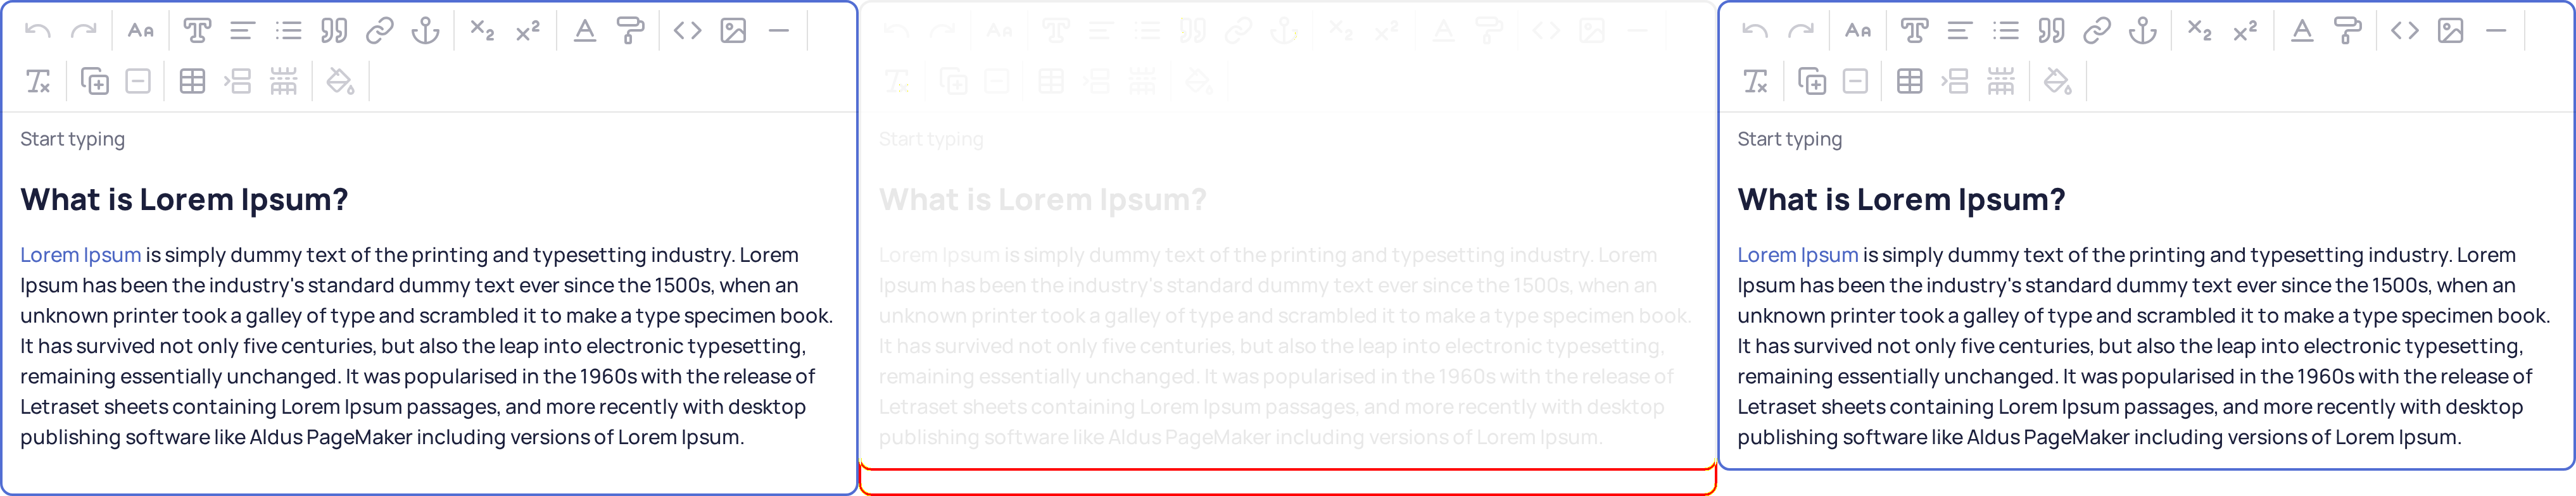 Start typing
What is Lorem Ipsum?
Lorem Ipsum is simply dummy text of the printing and typesetting industry. Lorem
Ipsum has been the industry's standard dummy text ever since the 1500s, when an
unknown printer took a galley of type and scrambled it to make a type specimen book.
It has survived not only five centuries, but also the leap into electronic typesetting,
remaining essentially unchanged. It was popularised in the 1960s with the release of
Letraset sheets containing Lorem Ipsum passages, and more recently with desktop
publishing software like Aldus PageMaker including versions of Lorem Ipsum.
Start typing
What is Lorem Ipsum?
Lorem Ipsum is simply dummy text of the printing and typesetting industry. Lorem
Ipsum has been the industry's standard dummy text ever since the 1500s, when an
unknown printer took a galley of type and scrambled it to make a type specimen book.
It has survived not only five centuries, but also the leap into electronic typesetting,
remaining essentially unchanged. It was popularised in the 1960s with the release of
Letraset sheets containing Lorem Ipsum passages, and more recently with desktop
publishing software like Aldus PageMaker including versions of Lorem Ipsum.
Start typing
What is Lorem Ipsum?
Lorem Ipsum is simply dummy text of the printing and typesetting industry. Lorem
Ipsum has been the industry's standard dummy text ever since the 1500s, when an
unknown printer took a galley of type and scrambled it to make a type specimen book.
It has survived not only five centuries, but also the leap into electronic typesetting,
remaining essentially unchanged. It was popularised in the 1960s with the release of
Letraset sheets containing Lorem Ipsum passages, and more recently with desktop
publishing software like Aldus PageMaker including versions of Lorem Ipsum.